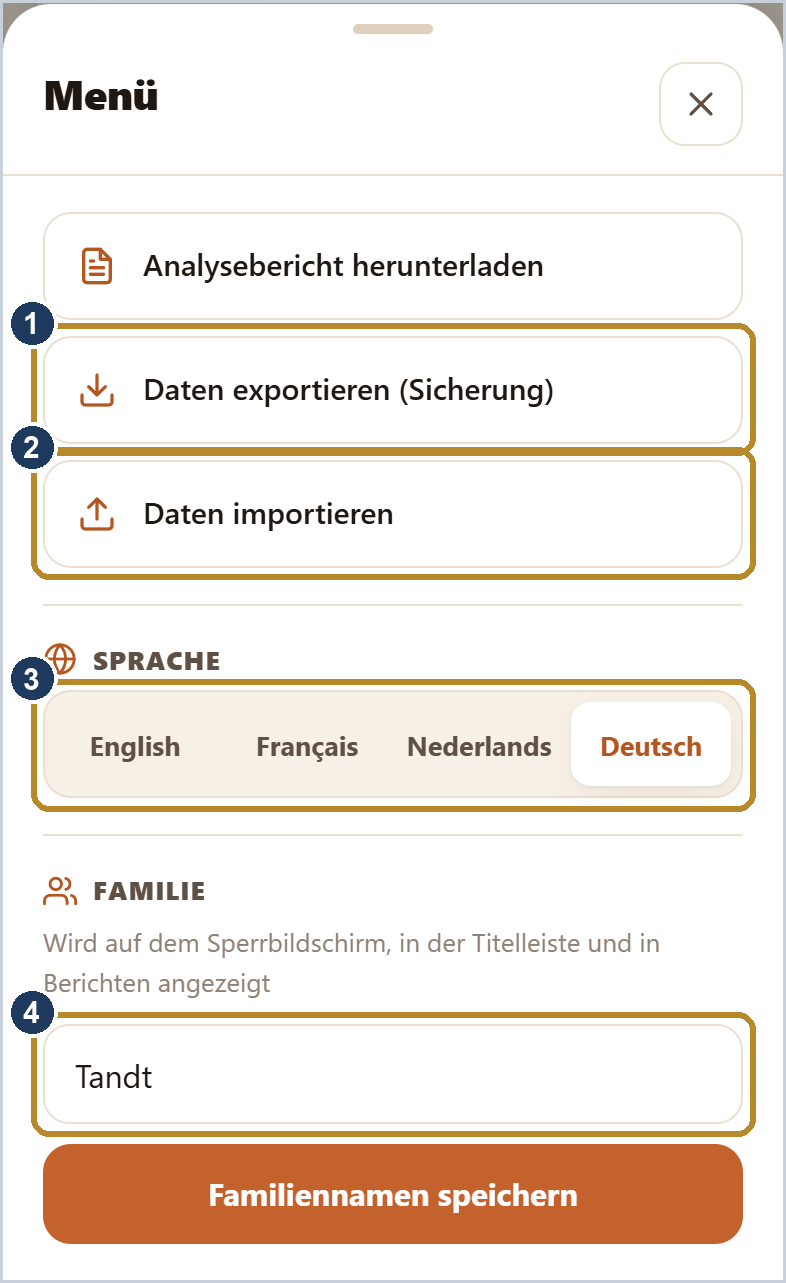 Menü
Analysebericht herunterladen
1
Daten exportieren (Sicherung)
2
Daten importieren
SPRACHE
3
English Français Nederlands Deutsch
FAMILIE
Wird auf dem Sperrbildschirm, in der Titelleiste und in
Berichten angezeigt
4
Tandt
Familiennamen speichern